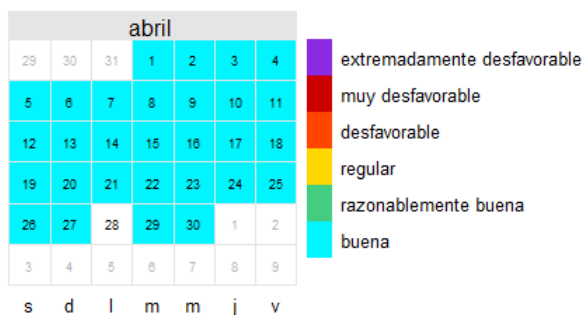 abril
29 30 31 1 2 3 4
5 6 7 8 9 10 11
12 13 14 15 16 17 18
19 20 21 22 23 24 25
26 27 28 29 30 1 2
3 4 5 6 7 8 9
s d l m m j v
extremadamente desfavorable
muy desfavorable
desfavorable
regular
razonablemente buena
buena